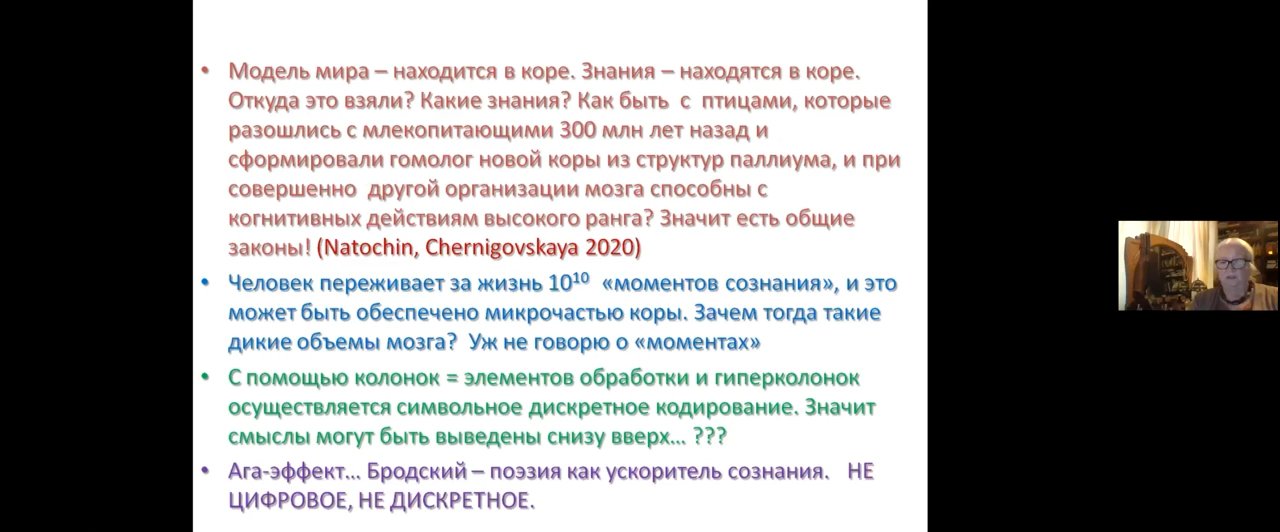 • Модель мира – находится в коре. Знания – находятся в коре.
Откуда это взяли? Какие знания? Как быть с птицами, которые
разошлись с млекопитающими 300 млн лет назад и
сформировали гомолог новой коры из структур паллиума, и при
совершенно другой организации мозга способны с
когнитивных действиям высокого ранга? Значит есть общие
законы! (Natochin, Chernigovskaya 2020)
• Человек переживает за жизнь 10¹⁰ «моментов сознания», и это
может быть обеспечено микрочастью коры. Зачем тогда такие
дикие объемы мозга? Уж не говорю о «моментах»
• С помощью колонок = элементов обработки и гиперколонок
осуществляется символьное дискретное кодирование. Значит
смыслы могут быть выведены снизу вверх... ???
• Ага-эффект... Бродский – поэзия как ускоритель сознания. НЕ
ЦИФРОВОЕ, НЕ ДИСКРЕТНОЕ.